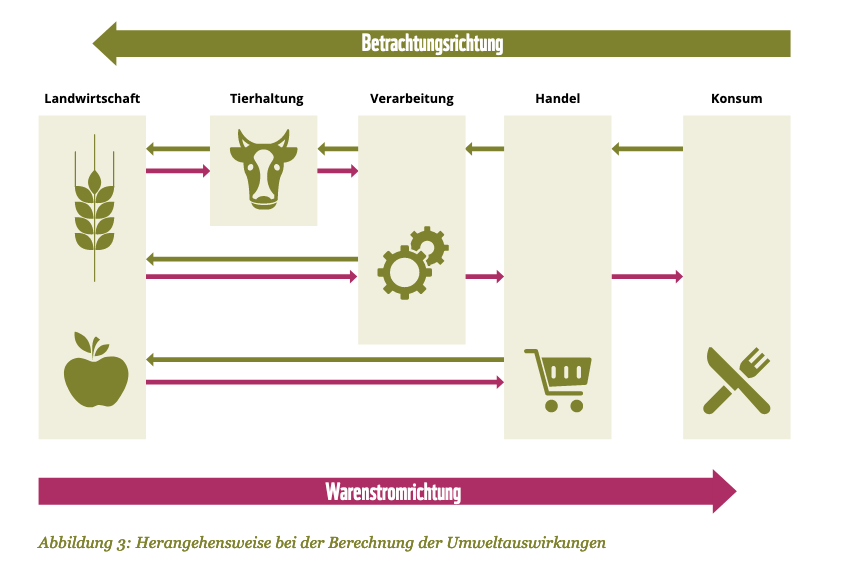 Betrachtungsrichtung
Landwirtschaft Tierhaltung Verarbeitung Handel Konsum
Warenstromrichtung
Abbildung 3: Herangehensweise bei der Berechnung der Umweltauswirkungen